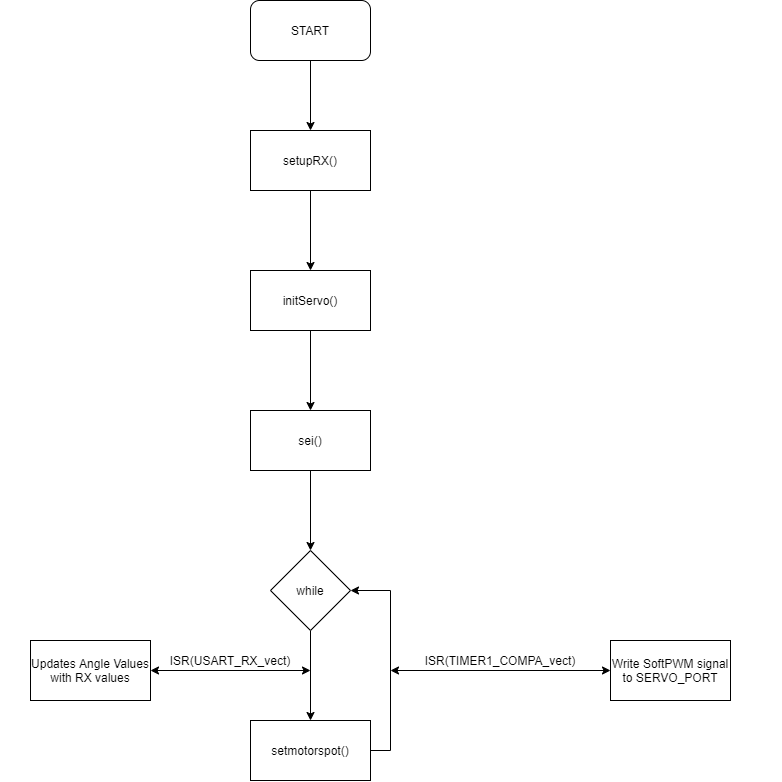 START
setupRX()
initServo()
sei()
while
Updates Angle Values
with RX values
ISR(USART_RX_vect)
ISR(TIMER1_COMPA_vect)
Write SoftPWM signal
to SERVO_PORT
setmotorspot()